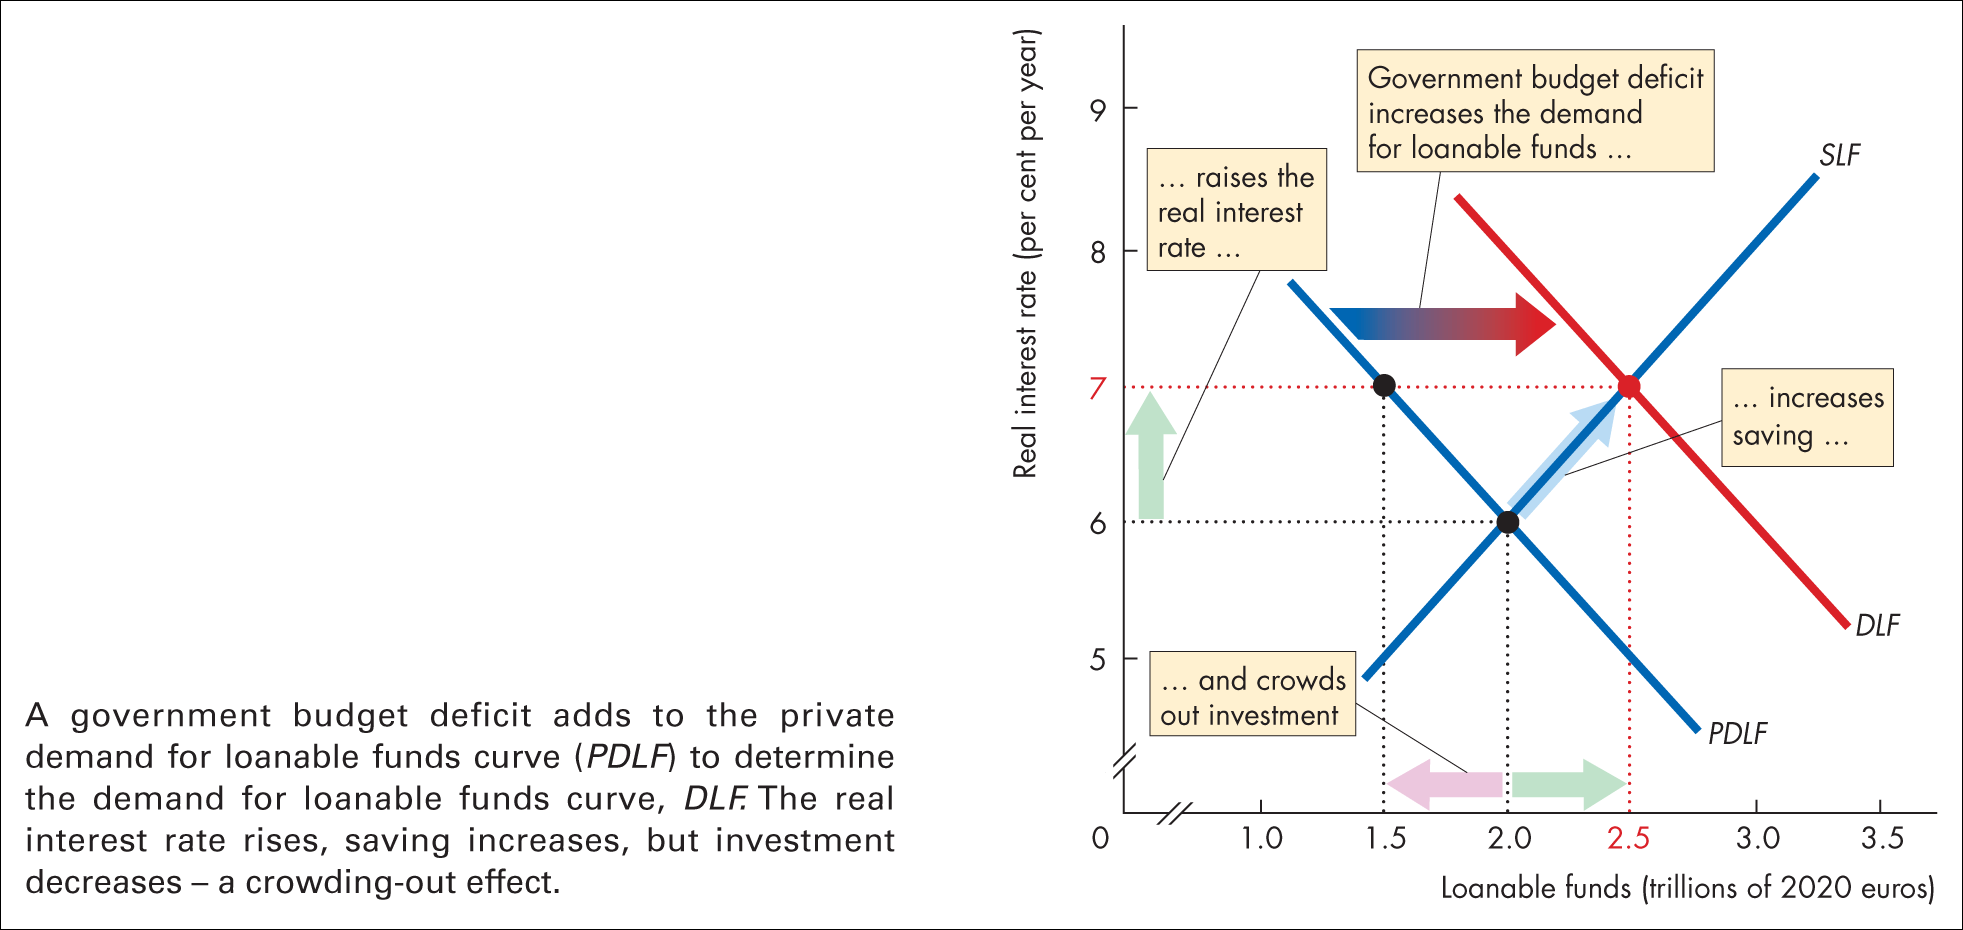 A government budget deficit adds to the private
demand for loanable funds curve (PDLF) to determine
the demand for loanable funds curve, DLF. The real
interest rate rises, saving increases, but investment
decreases – a crowding-out effect.
Real interest rate (per cent per year)
9
8
7
6
5
0
Government budget deficit
increases the demand
for loanable funds …
… raises the
real interest
rate …
SLF
… increases
saving …
DLF
… and crowds
out investment
PDLF
1.0
1.5
2.0
2.5
3.0
3.5
Loanable funds (trillions of 2020 euros)